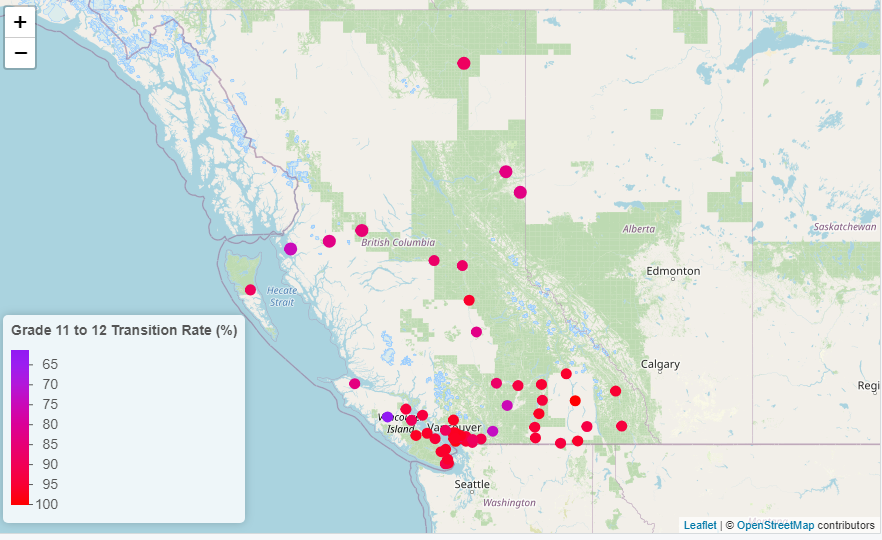 +
−
British Columbia
Alberta
Saskatchewan
Edmonton
Hecate
Strait
Grade 11 to 12 Transition Rate (%)
65
70
75
80
85
90
95
100
Calgary
Regi
Vancouver
Island
Vancouver
Seattle
Washington
Leaflet | © OpenStreetMap contributors